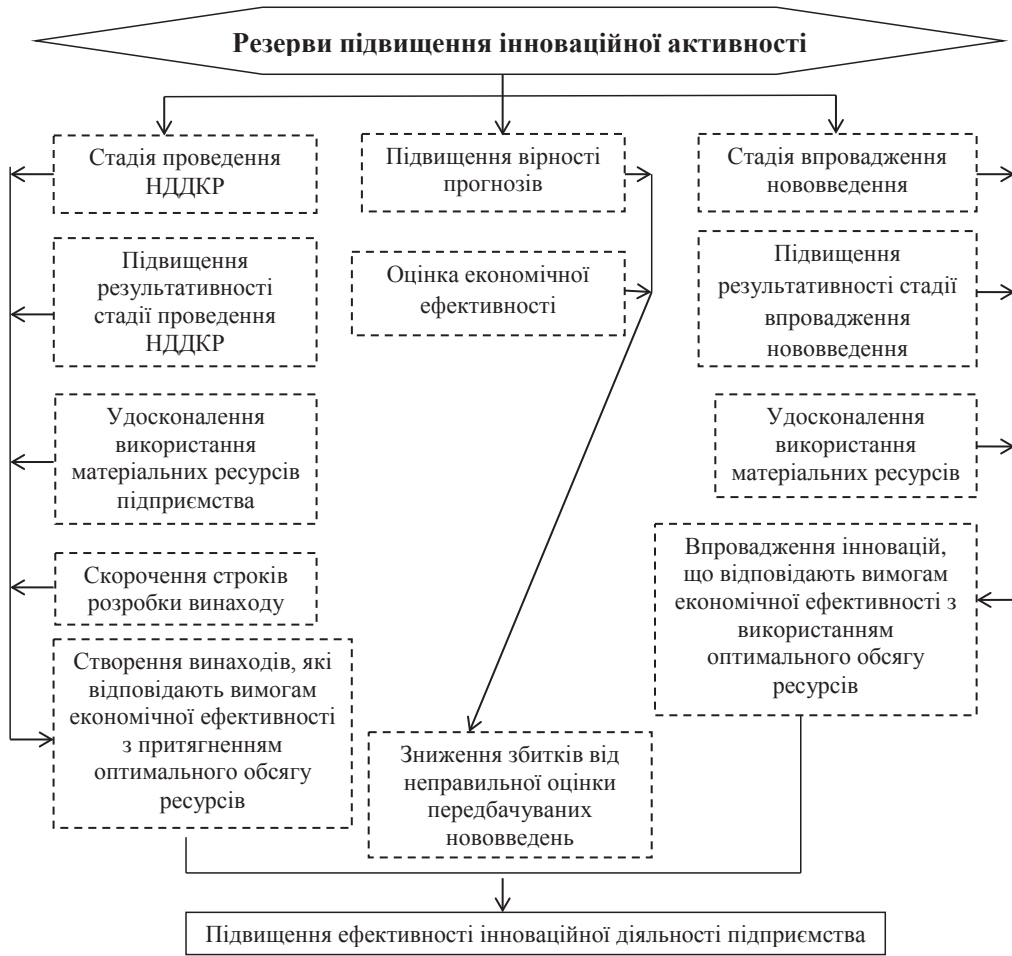 Резерви підвищення інноваційної активності
Стадія проведення
НДДКР
Підвищення
результативності
стадії проведення
НДДКР
Удосконалення
використання
матеріальних ресурсів
підприємства
Скорочення строків
розробки винаходу
Створення винаходів, які
відповідають вимогам
економічної ефективності
з притягненням
оптимального обсягу
ресурсів
Підвищення вірності
прогнозів
Оцінка економічної
ефективності
Зниження збитків від
неправильної оцінки
передбачуваних
нововведень
Стадія впровадження
нововведення
Підвищення
результативності стадії
впровадження
нововведення
Удосконалення
використання
матеріальних ресурсів
Впровадження інновацій,
що відповідають вимогам
економічної ефективності з
використанням
оптимального обсягу
ресурсів
Підвищення ефективності інноваційної діяльності підприємства